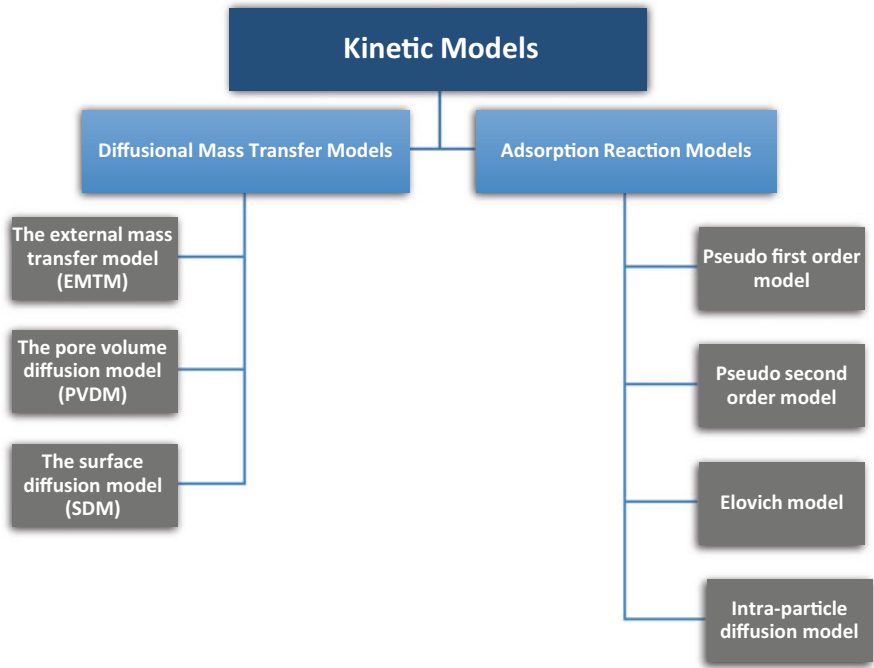 Kinetic Models
Diffusional Mass Transfer Models
Adsorption Reaction Models
The external mass
transfer model
(EMTM)
The pore volume
diffusion model
(PVDM)
The surface
diffusion model
(SDM)
Pseudo first order
model
Pseudo second
order model
Elovich model
Intra-particle
diffusion model